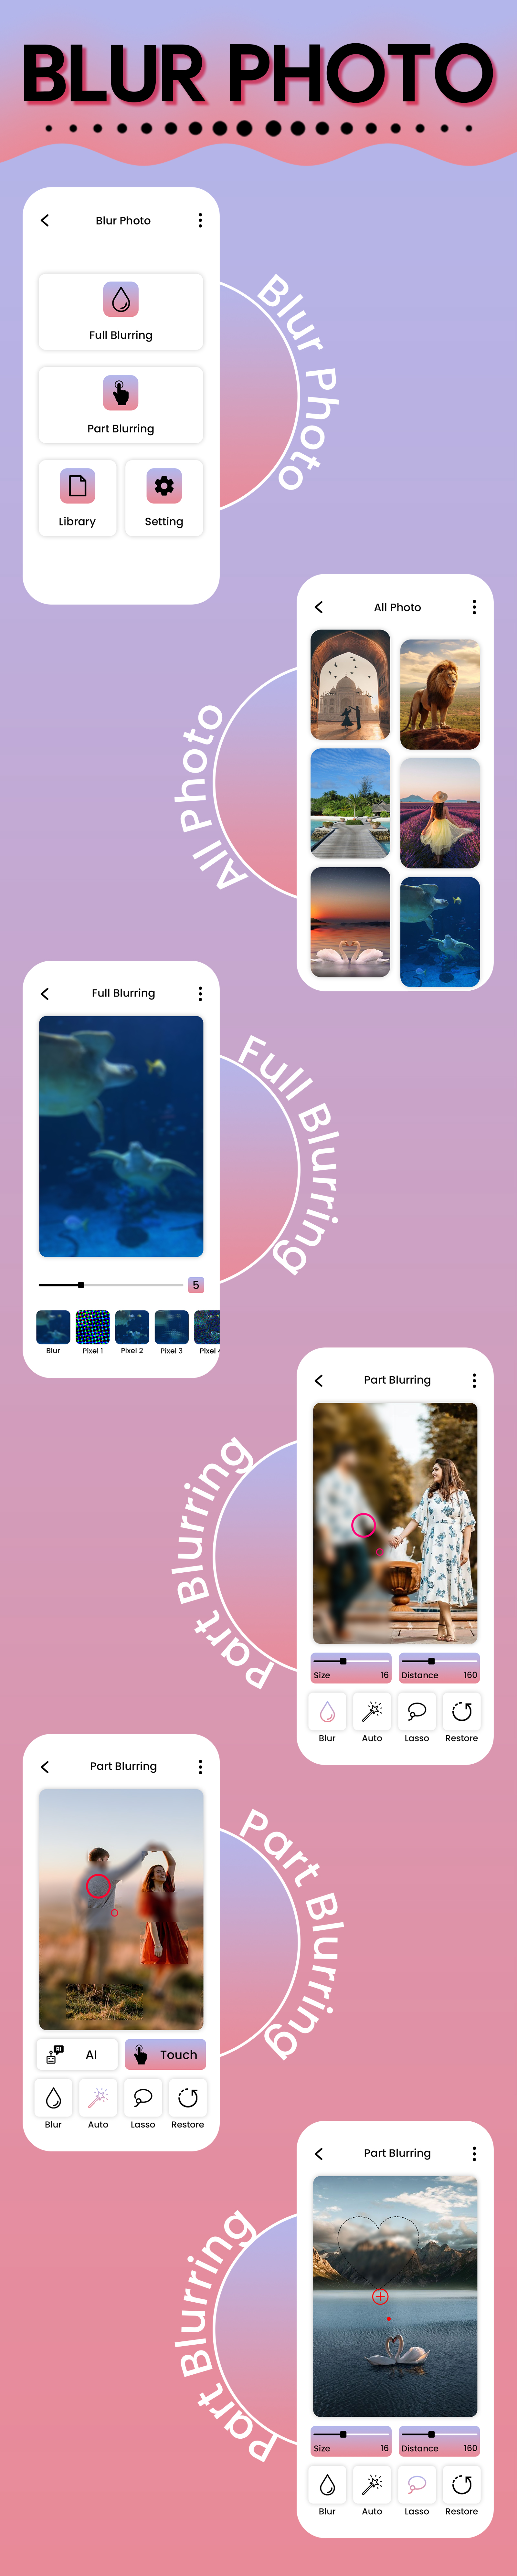 BLUR PHOTO
Blur Photo
Full Blurring
Part Blurring
Library
Setting
Blur Photo
All Photo
All Photo
Full Blurring
5
Blur
Pixel 1
Pixel 2
Pixel 3
Pixel 4
Full Blurring
Part Blurring
Size
16
Distance
160
Blur
Auto
Lasso
Restore
Part Blurring
Part Blurring
AI
AI
Touch
Blur
Auto
Lasso
Restore
Part Blurring
Part Blurring
Size
16
Distance
160
Blur
Auto
Lasso
Restore
Part Blurring